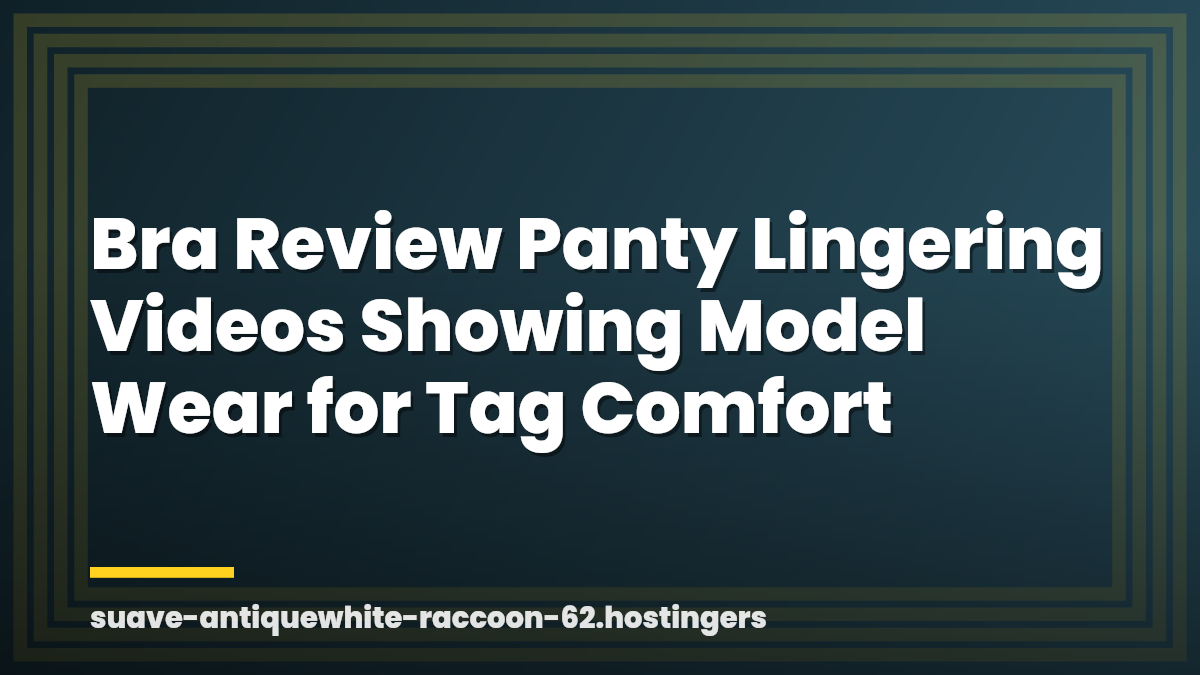 Bra Review Panty Lingering
Videos Showing Model
Wear for Tag Comfort
suave-antiquewhite-raccoon-62.hostingers